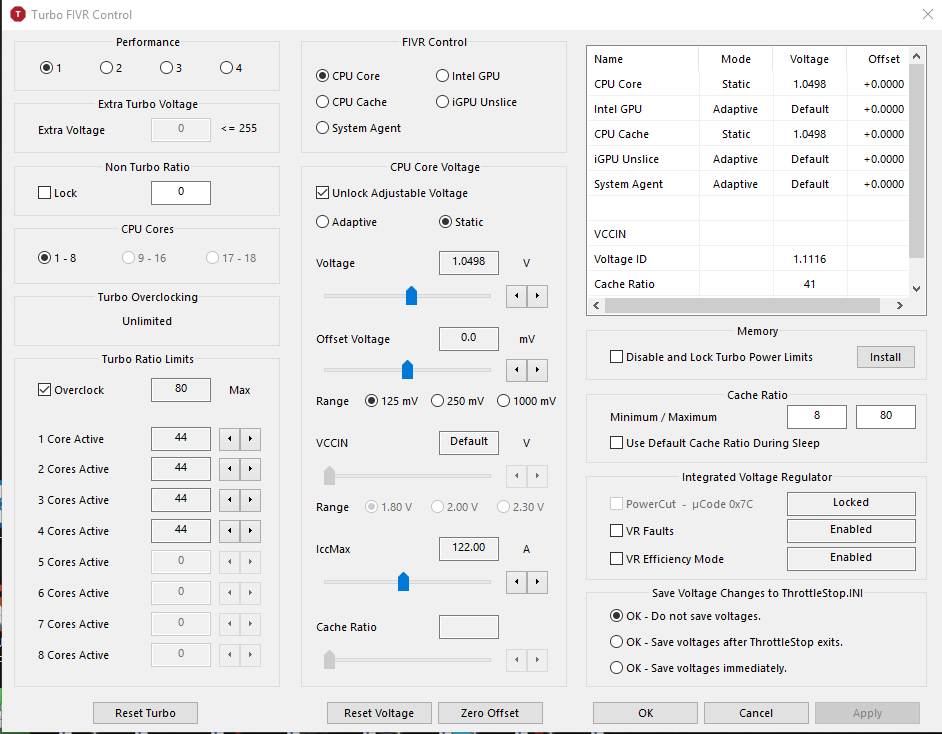 Turbo FIVR Control
Performance
1 2 3 4
Extra Turbo Voltage
Extra Voltage 0 <= 255
Non Turbo Ratio
Lock 0
CPU Cores
1 - 8 9 - 16 17 - 18
Turbo Overclocking
Unlimited
Turbo Ratio Limits
Overclock 80 Max
1 Core Active 44
2 Cores Active 44
3 Cores Active 44
4 Cores Active 44
5 Cores Active 0
6 Cores Active 0
7 Cores Active 0
8 Cores Active 0
Reset Turbo
FIVR Control
CPU Core Intel GPU
CPU Cache iGPU Unslice
System Agent
CPU Core Voltage
Unlock Adjustable Voltage
Adaptive Static
Voltage 1.0498 V
Offset Voltage 0.0 mV
Range 125 mV 250 mV 1000 mV
VCCIN Default V
Range 1.80 V 2.00 V 2.30 V
IccMax 122.00 A
Cache Ratio
Reset Voltage Zero Offset
Name Mode Voltage Offset
CPU Core Static 1.0498 +0.0000
Intel GPU Adaptive Default +0.0000
CPU Cache Static 1.0498 +0.0000
iGPU Unslice Adaptive Default +0.0000
System Agent Adaptive Default +0.0000
VCCIN
Voltage ID 1.1116
Cache Ratio 41
Memory
Disable and Lock Turbo Power Limits Install
Cache Ratio
Minimum / Maximum 8 80
Use Default Cache Ratio During Sleep
Integrated Voltage Regulator
PowerCut - µCode 0x7C Locked
VR Faults Enabled
VR Efficiency Mode Enabled
Save Voltage Changes to ThrottleStop.INI
OK - Do not save voltages.
OK - Save voltages after ThrottleStop exits.
OK - Save voltages immediately.
OK Cancel Apply